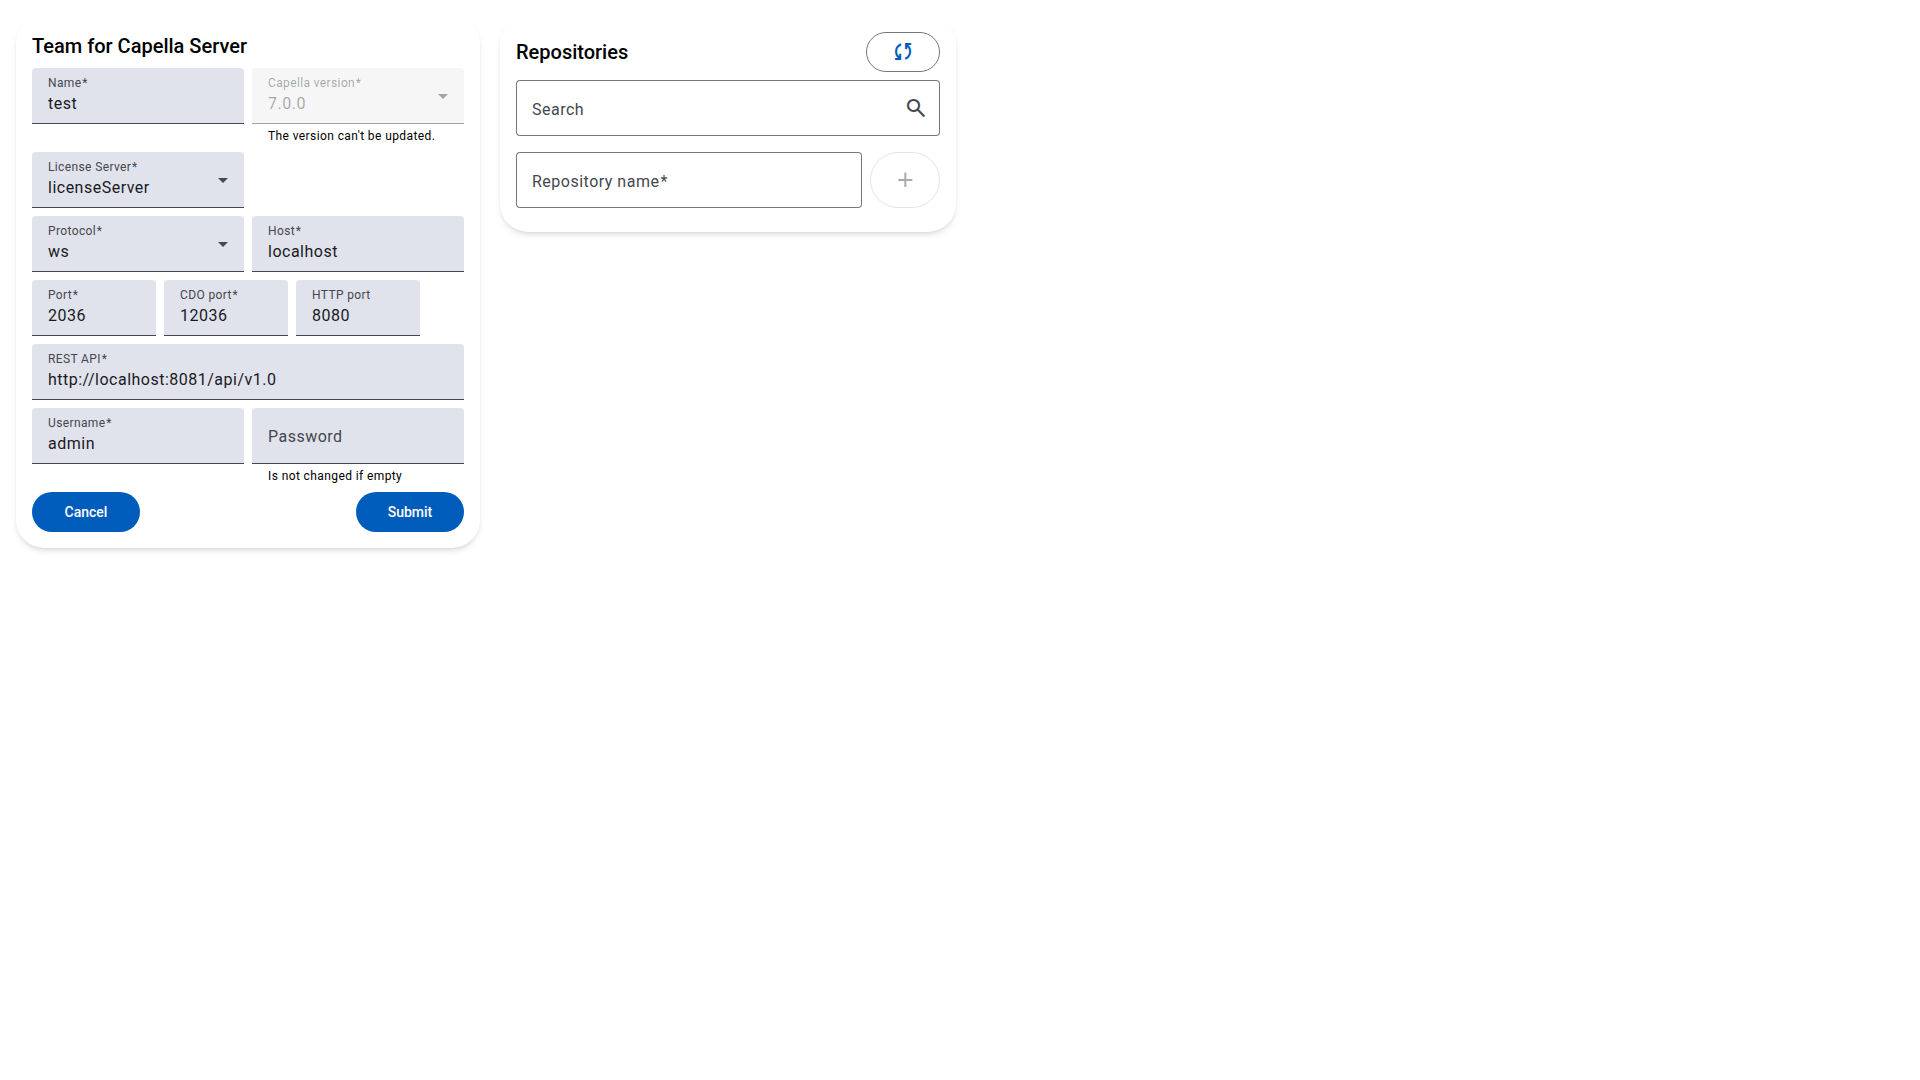 Team for Capella Server
Name*
test
Capella version*
7.0.0
The version can't be updated.
License Server*
licenseServer
Protocol*
ws
Host*
localhost
Port*
2036
CDO port*
12036
HTTP port
8080
REST API*
http://localhost:8081/api/v1.0
Username*
admin
Password
Is not changed if empty
Cancel
Submit
Repositories
Search
Repository name*